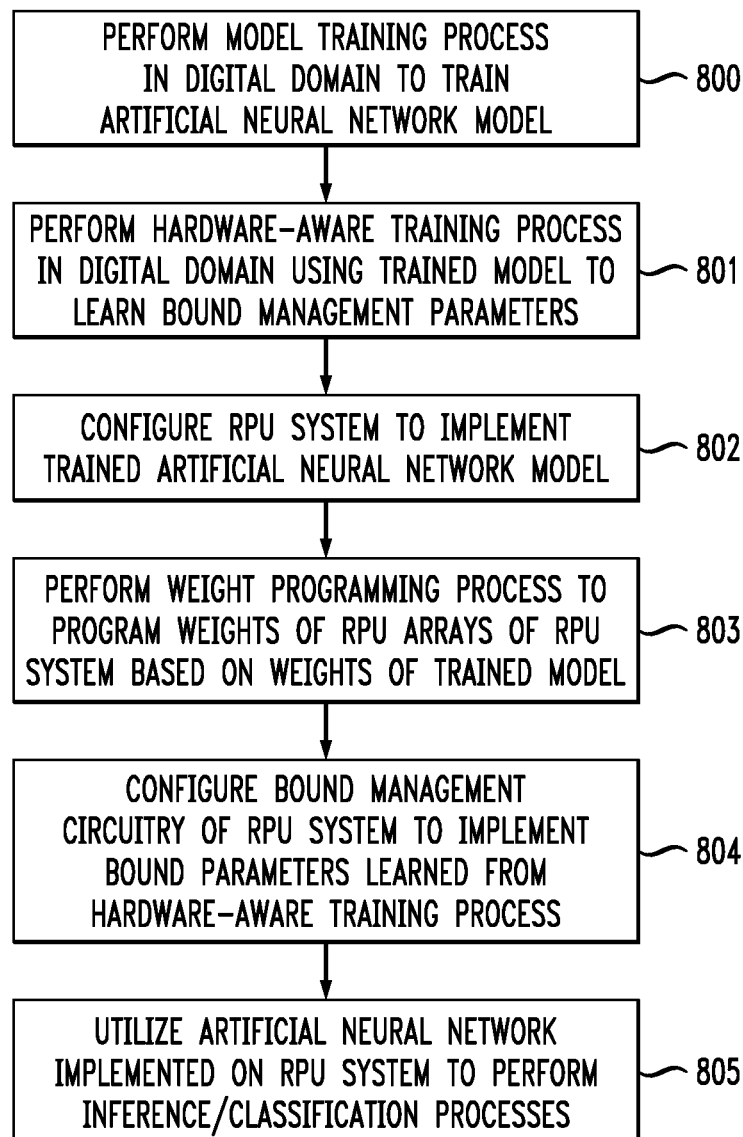 PERFORM MODEL TRAINING PROCESS
IN DIGITAL DOMAIN TO TRAIN
ARTIFICIAL NEURAL NETWORK MODEL
800
PERFORM HARDWARE-AWARE TRAINING PROCESS
IN DIGITAL DOMAIN USING TRAINED MODEL TO
LEARN BOUND MANAGEMENT PARAMETERS
801
CONFIGURE RPU SYSTEM TO IMPLEMENT
TRAINED ARTIFICIAL NEURAL NETWORK MODEL
802
PERFORM WEIGHT PROGRAMMING PROCESS TO
PROGRAM WEIGHTS OF RPU ARRAYS OF RPU
SYSTEM BASED ON WEIGHTS OF TRAINED MODEL
803
CONFIGURE BOUND MANAGEMENT
CIRCUITRY OF RPU SYSTEM TO IMPLEMENT
BOUND PARAMETERS LEARNED FROM
HARDWARE-AWARE TRAINING PROCESS
804
UTILIZE ARTIFICIAL NEURAL NETWORK
IMPLEMENTED ON RPU SYSTEM TO PERFORM
INFERENCE/CLASSIFICATION PROCESSES
805